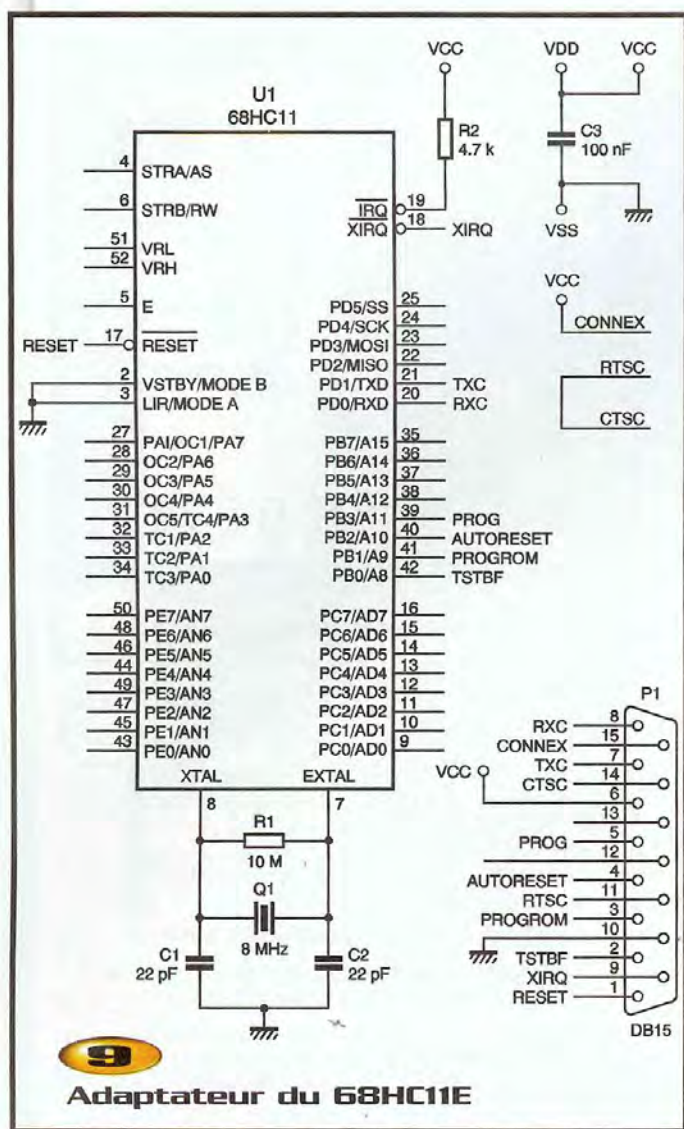 U1
68HC11
4 STRA/AS
6 STRB/RW
51 VRL
52 VRH
5 E
RESET 17 RESET
2 VSTBY/MODE B
3 LIR/MODE A
27 PAI/OC1/PA7
28 OC2/PA6
29 OC3/PA5
30 OC4/PA4
31 OC5/TC4/PA3
32 TC1/PA2
33 TC2/PA1
34 TC3/PA0
50 PE7/AN7
48 PE6/AN6
46 PE5/AN5
44 PE4/AN4
49 PE3/AN3
47 PE2/AN2
45 PE1/AN1
43 PE0/AN0
IRQ 19
XIRQ 18 XIRQ
PD5/SS 25
PD4/SCK 24
PD3/MOSI 23
PD2/MISO 22
PD1/TXD 21 TXC
PD0/RXD 20 RXC
PB7/A15 35
PB6/A14 36
PB5/A13 37
PB4/A12 38
PB3/A11 39 PROG
PB2/A10 40 AUTORESET
PB1/A9 41 PROGROM
PB0/A8 42 TSTBF
PC7/AD7 16
PC6/AD6 15
PC5/AD5 14
PC4/AD4 13
PC3/AD3 12
PC2/AD2 11
PC1/AD1 10
PC0/AD0 9
XTAL EXTAL
8 7
R1
10 M
Q1
8 MHz
C1
22 pF
C2
22 pF
VCC
R2
4.7 k
VDD VCC
C3
100 nF
VSS
VCC
CONNEX
RTSC
CTSC
P1
RXC 8
CONNEX 15
TXC 7
CTSC 14
VCC 6
13
PROG 5
12
AUTORESET 4
RTSC 11
PROGROM 3
10
TSTBF 2
XIRQ 9
RESET 1
DB15
9
Adaptateur du 68HC11E